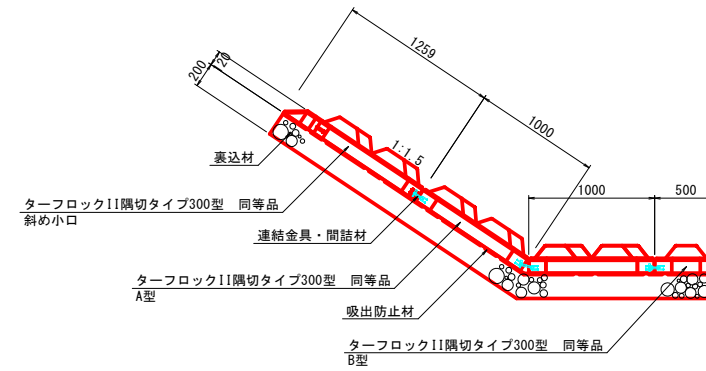 1259
200
20
1000
1:1.5
裏込材
1000
500
ターフロックII隅切タイプ300型　同等品
斜め小口
連結金具・間詰材
ターフロックII隅切タイプ300型　同等品
A型
吸出防止材
ターフロックII隅切タイプ300型　同等品
B型